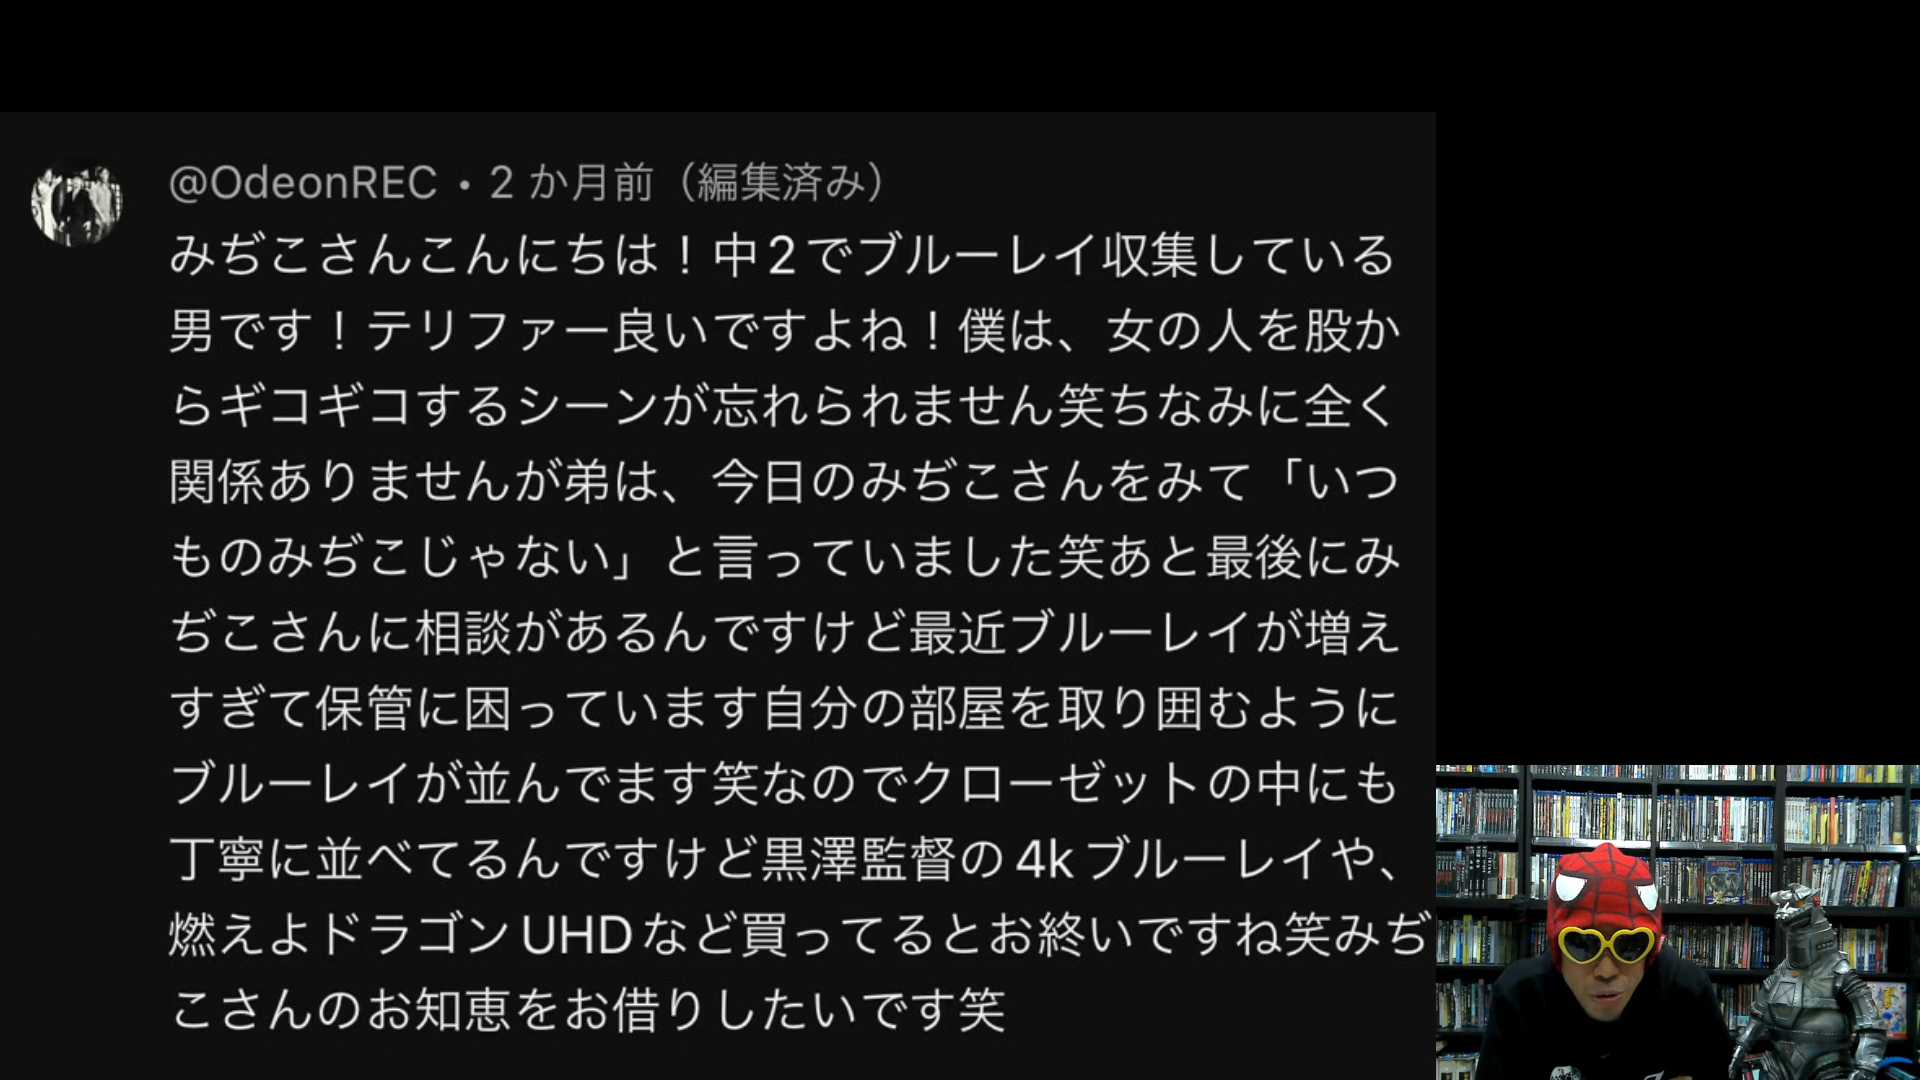 @OdeonREC・2 か月前（編集済み）
みぢこさんこんにちは！中2でブルーレイ収集している
男です！テリファー良いですよね！僕は、女の人を股か
らギコギコするシーンが忘れられません笑ちなみに全く
関係ありませんが弟は、今日のみぢこさんをみて「いつ
ものみぢこじゃない」と言っていました笑あと最後にみ
ぢこさんに相談があるんですけど最近ブルーレイが増え
すぎて保管に困っています自分の部屋を取り囲むように
ブルーレイが並んでます笑なのでクローゼットの中にも
丁寧に並べてるんですけど黒澤監督の4kブルーレイや、
燃えよドラゴンUHDなど買ってるとお終いですね笑みぢ
こさんのお知恵をお借りしたいです笑